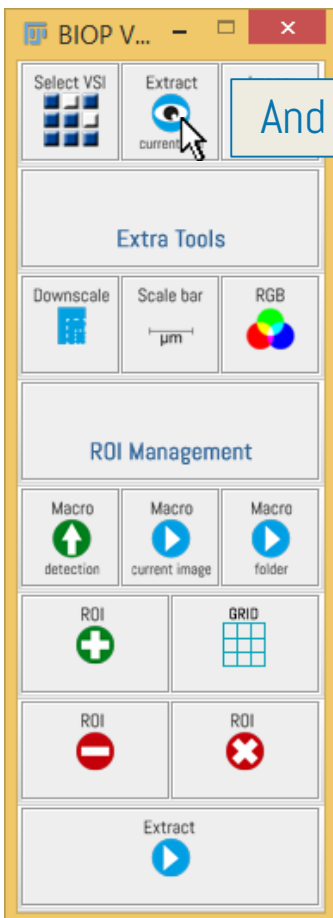 BIOP V...
Select VSI
Extract
current
And
Extra Tools
Downscale
Scale bar
µm
RGB
ROI Management
Macro
detection
Macro
current image
Macro
folder
ROI
GRID
ROI
ROI
Extract